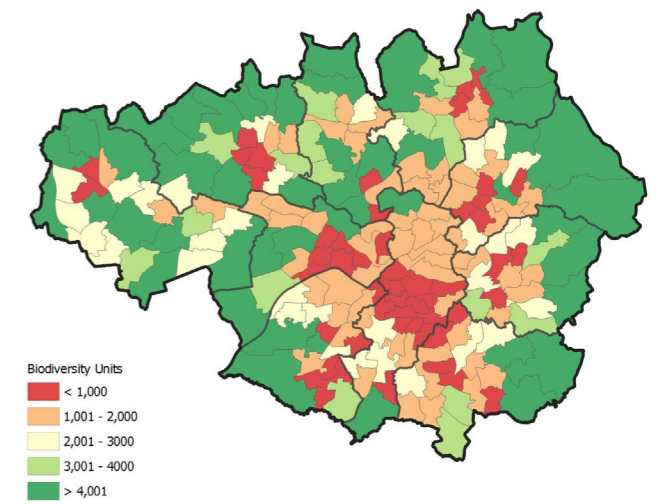 Biodiversity Units
< 1,000
1,001 - 2,000
2,001 - 3000
3,001 - 4000
> 4,001